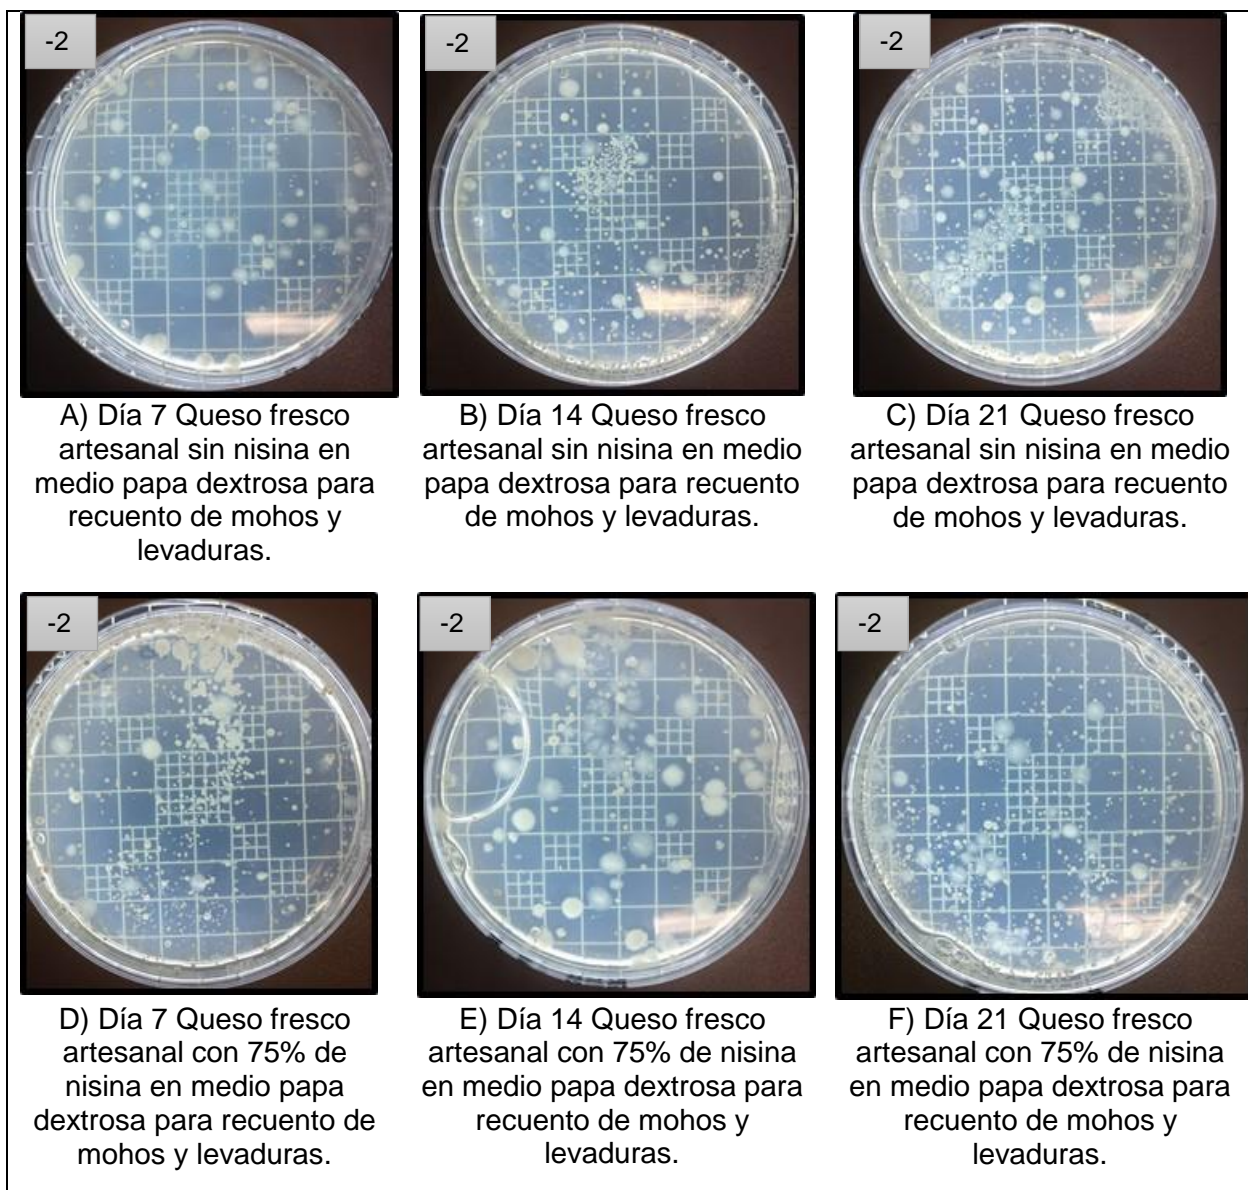 -2
-2
-2
A) Día 7 Queso fresco
artesanal sin nisina en
medio papa dextrosa para
recuento de mohos y
levaduras.
B) Día 14 Queso fresco
artesanal sin nisina en medio
papa dextrosa para recuento
de mohos y levaduras.
C) Día 21 Queso fresco
artesanal sin nisina en medio
papa dextrosa para recuento
de mohos y levaduras.
-2
-2
-2
D) Día 7 Queso fresco
artesanal con 75% de
nisina en medio papa
dextrosa para recuento de
mohos y levaduras.
E) Día 14 Queso fresco
artesanal con 75% de nisina
en medio papa dextrosa para
recuento de mohos y
levaduras.
F) Día 21 Queso fresco
artesanal con 75% de nisina
en medio papa dextrosa para
recuento de mohos y
levaduras.